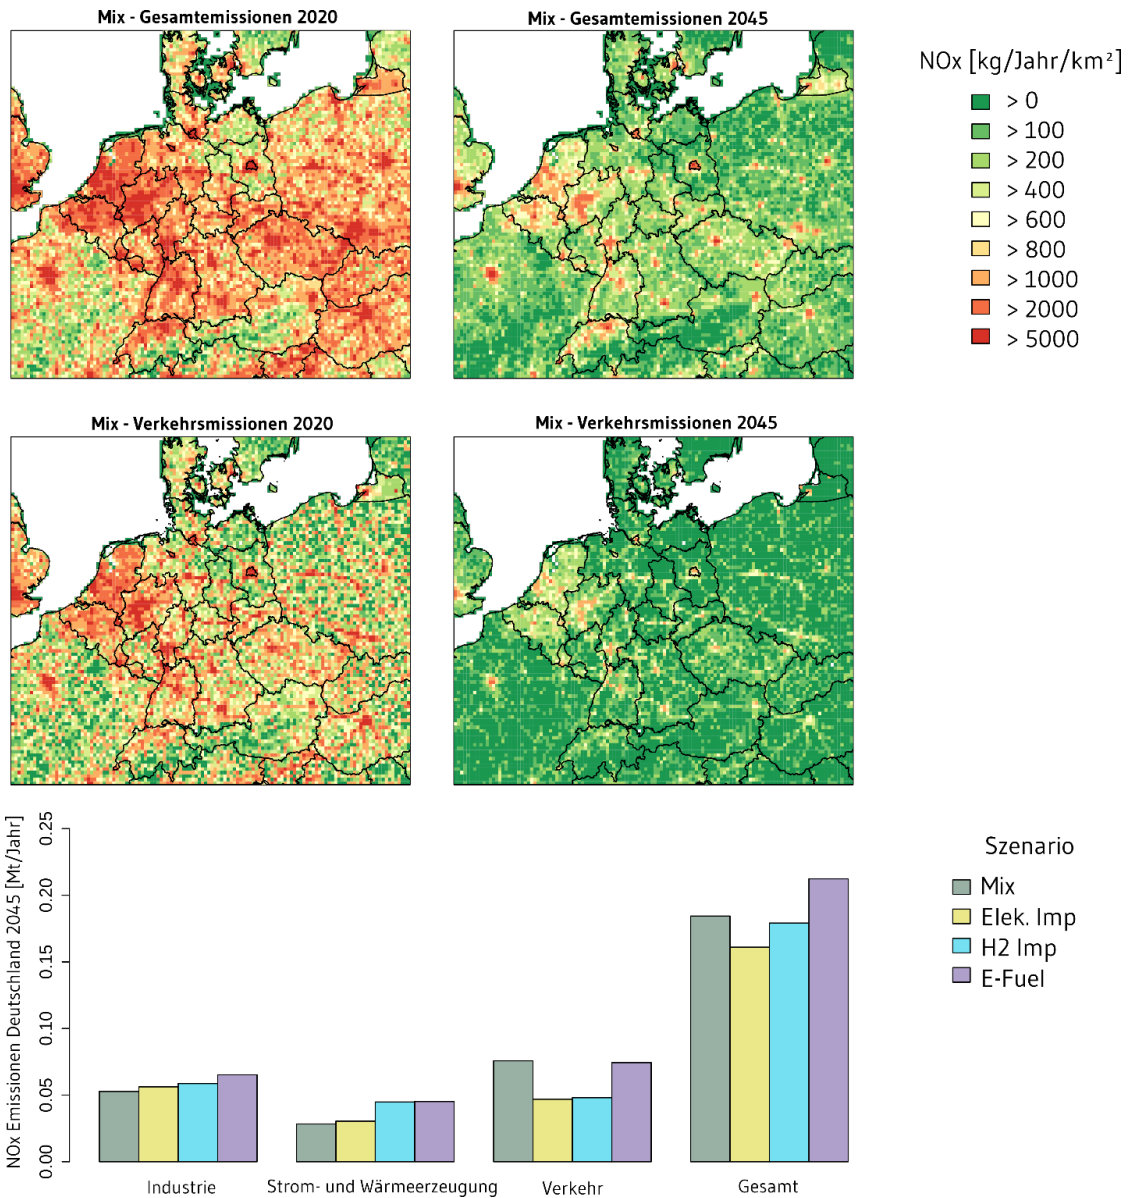 Mix - Gesamtemissionen 2020
Mix - Gesamtemissionen 2045
NOx [kg/Jahr/km²]
> 0
> 100
> 200
> 400
> 600
> 800
> 1000
> 2000
> 5000
Mix - Verkehrsmissionen 2020
Mix - Verkehrsmissionen 2045
NOx Emissionen Deutschland 2045 [Mt/Jahr]
0.25
0.20
0.15
0.10
0.05
0.00
Industrie
Strom- und Wärmeerzeugung
Verkehr
Gesamt
Szenario
Mix
Elek. Imp
H2 Imp
E-Fuel